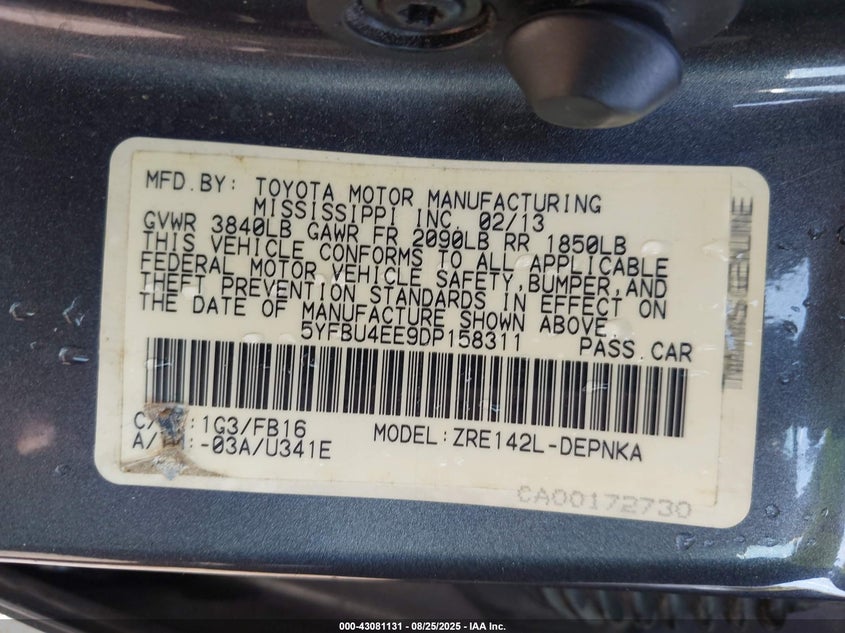 MFD.BY: TOYOTA MOTOR MANUFACTURING
MISSISSIPPI INC. 02/13
GVWR 3840LB GAWR FR 2090LB RR 1850LB
THIS VEHICLE CONFORMS TO ALL APPLICABLE
FEDERAL MOTOR VEHICLE SAFETY,BUMPER,AND
THEFT PREVENTION STANDARDS IN EFFECT ON
THE DATE OF MANUFACTURE SHOWN ABOVE.
5YFBU4EE9DP158311 PASS.CAR
:1G3/FB16
MODEL: ZRE142L-DEPNKA
-03A/U341E
CA00172730
GENUINE
000-43081131 - 08/25/2025 - IAA Inc.